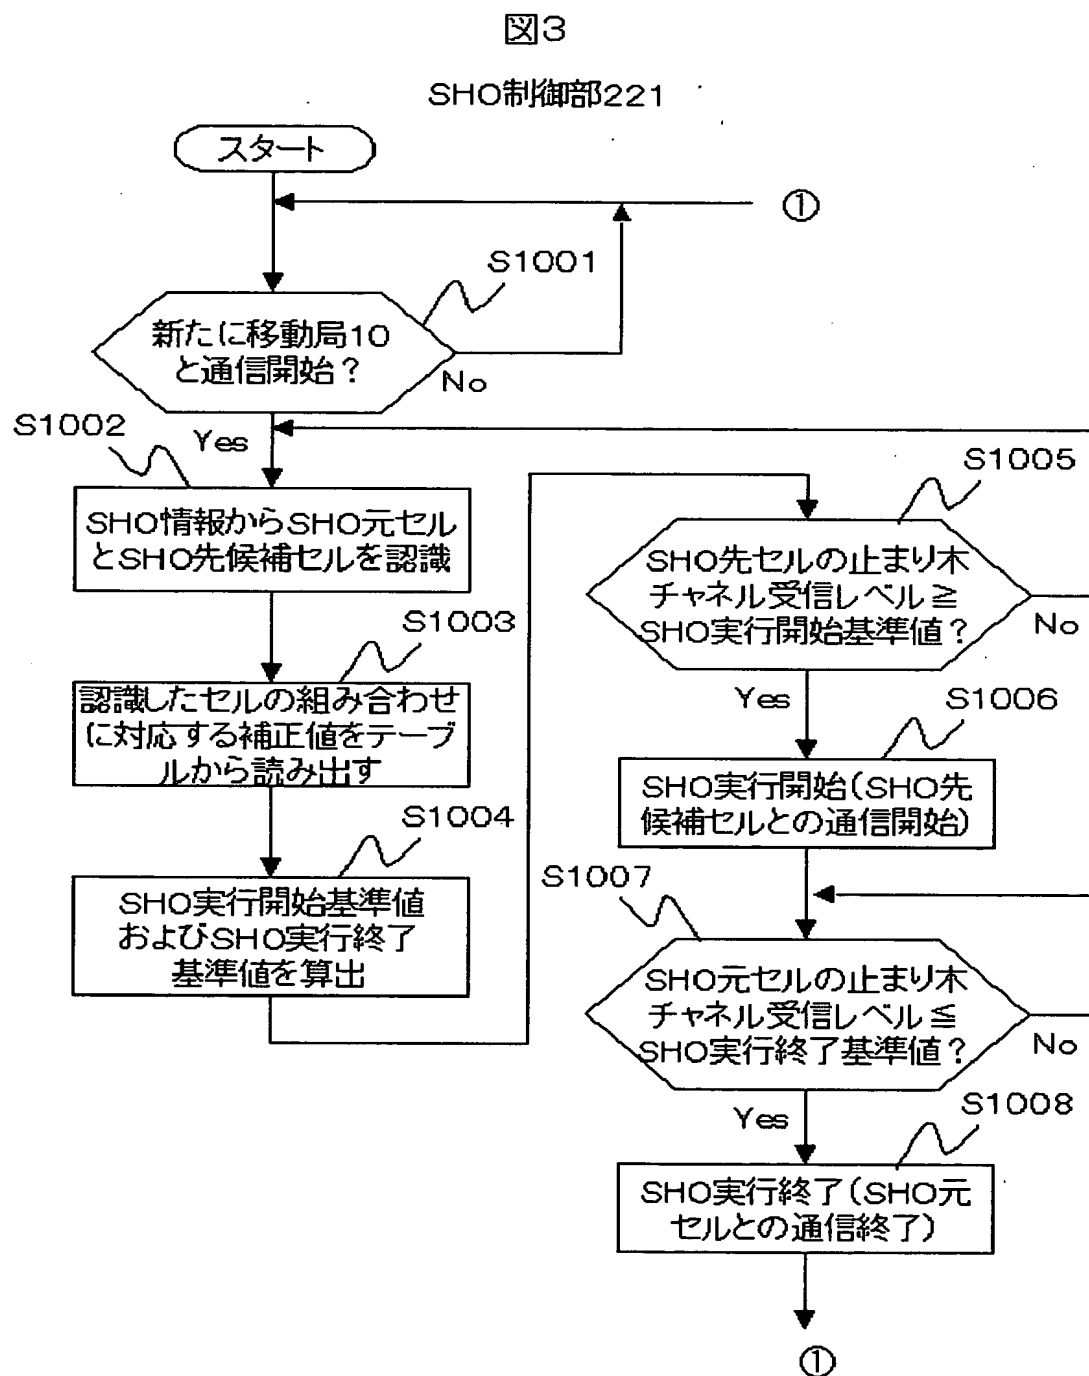 図3
SHO制御部221
スタート
①
S1001
新たに移動局10
と通信開始？
No
Yes
S1002
SHO情報からSHO元セル
とSHO先候補セルを認識
S1003
認識したセルの組み合わせ
に対応する補正値をテーブ
ルから読み出す
S1004
SHO実行開始基準値
およびSHO実行終了
基準値を算出
S1005
SHO先セルの止まり木
チャネル受信レベル≧
SHO実行開始基準値？
No
Yes
S1006
SHO実行開始(SHO先
候補セルとの通信開始)
S1007
SHO元セルの止まり木
チャネル受信レベル≦
SHO実行終了基準値？
No
Yes
S1008
SHO実行終了(SHO元
セルとの通信終了)
①